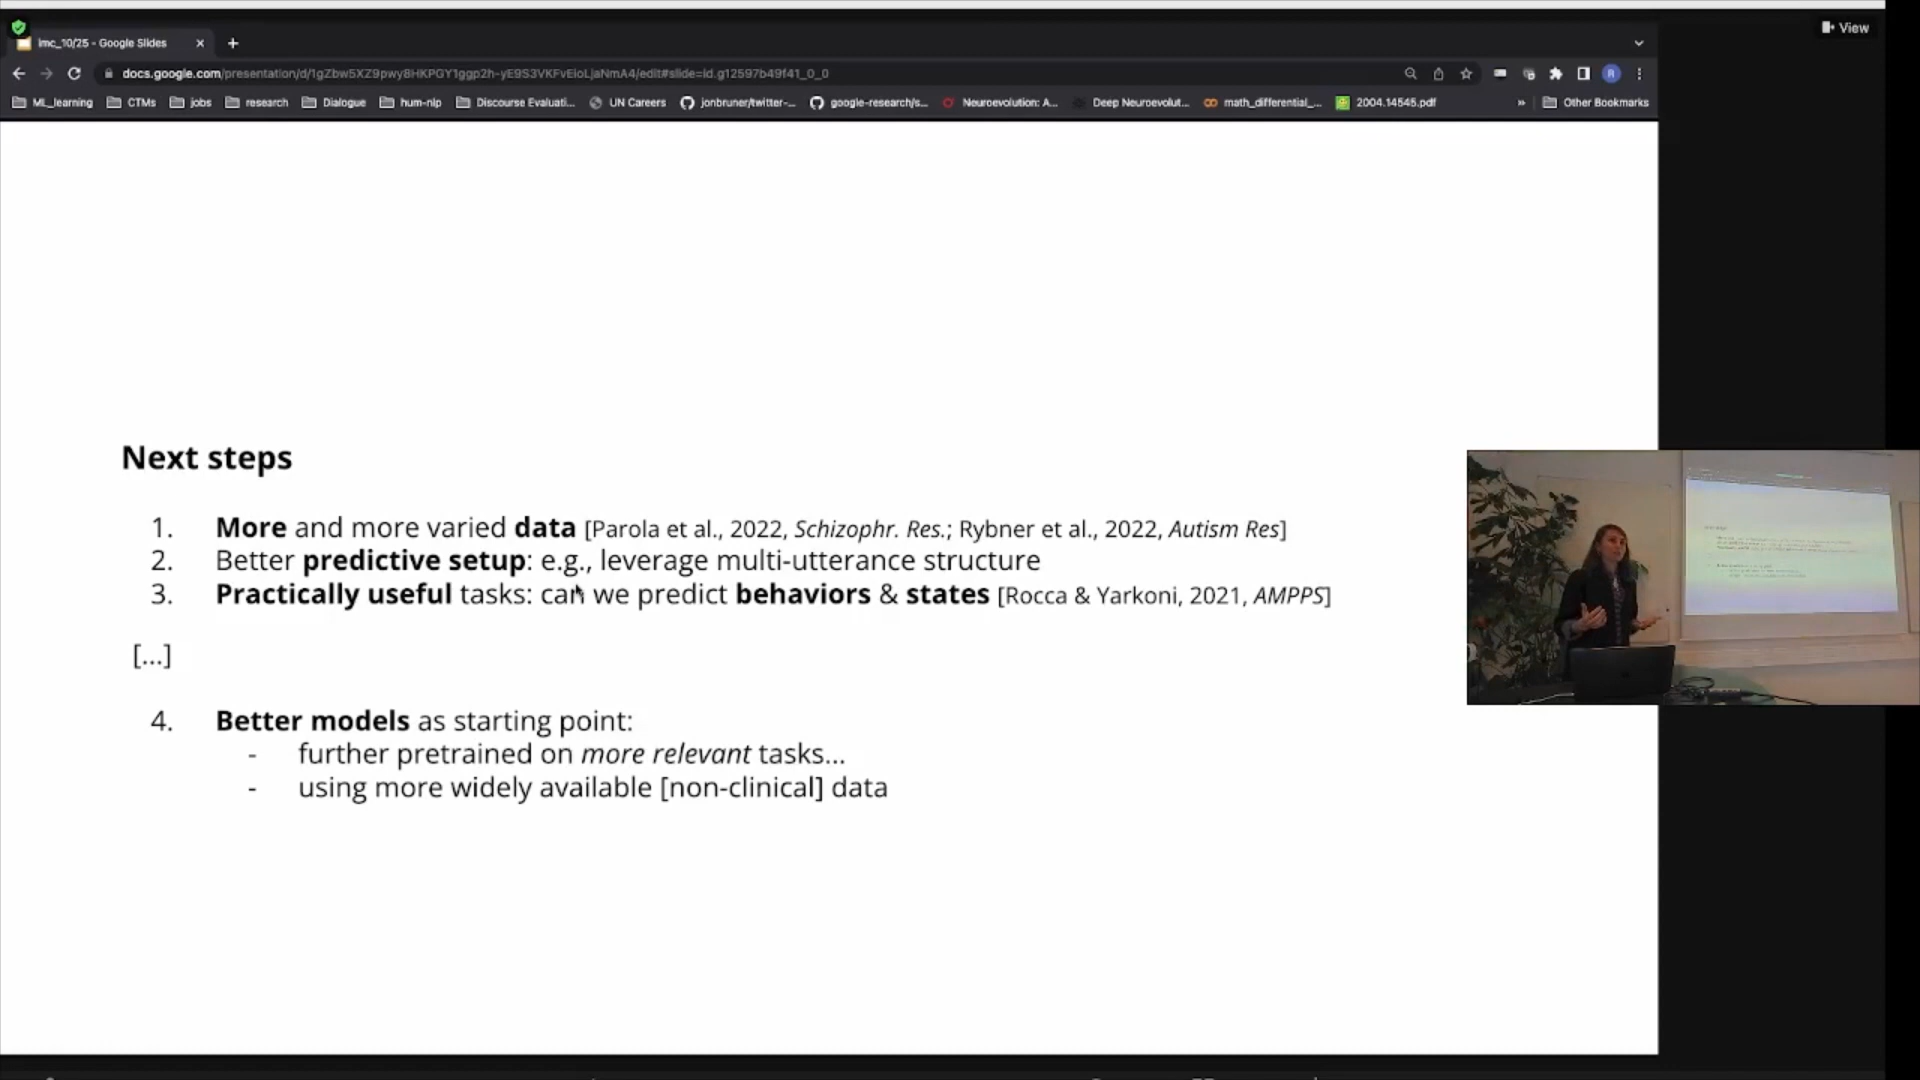 View
imc_10/25 - Google Slides
docs.google.com/presentation/d/1gZbw5XZ9pwy8HKPGY1ggp2h-yE9S3VKFvEioLjaNmA4/edit#slide=id.g12597b49f41_0_0
ML_learning CTMs jobs research Dialogue hum-nlp Discourse Evaluati... UN Careers jonbruner/twitter-... google-research/s... Neuroevolution: A... Deep Neuroevolut... math_differential_... 2004.14545.pdf » Other Bookmarks
Next steps
1. More and more varied data [Parola et al., 2022, Schizophr. Res.; Rybner et al., 2022, Autism Res]
2. Better predictive setup: e.g., leverage multi-utterance structure
3. Practically useful tasks: can we predict behaviors & states [Rocca & Yarkoni, 2021, AMPPS]
[...]
4. Better models as starting point:
- further pretrained on more relevant tasks...
- using more widely available [non-clinical] data